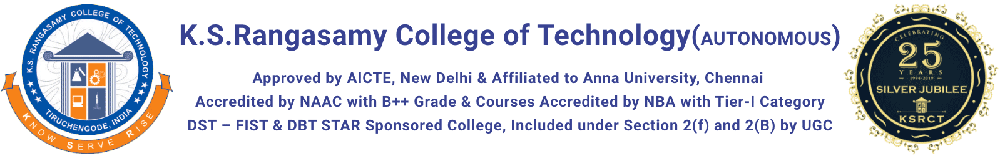 K.S. RANGASAMY COLLEGE OF TECHNOLOGY
TIRUCHENGODE, INDIA
KNOW SERVE RISE
K.S.Rangasamy College of Technology(AUTONOMOUS)
Approved by AICTE, New Delhi & Affiliated to Anna University, Chennai
Accredited by NAAC with B++ Grade & Courses Accredited by NBA with Tier-I Category
DST – FIST & DBT STAR Sponsored College, Included under Section 2(f) and 2(B) by UGC
CELEBRATING
25
YEARS
1994-2019
SILVER JUBILEE
KSRCT